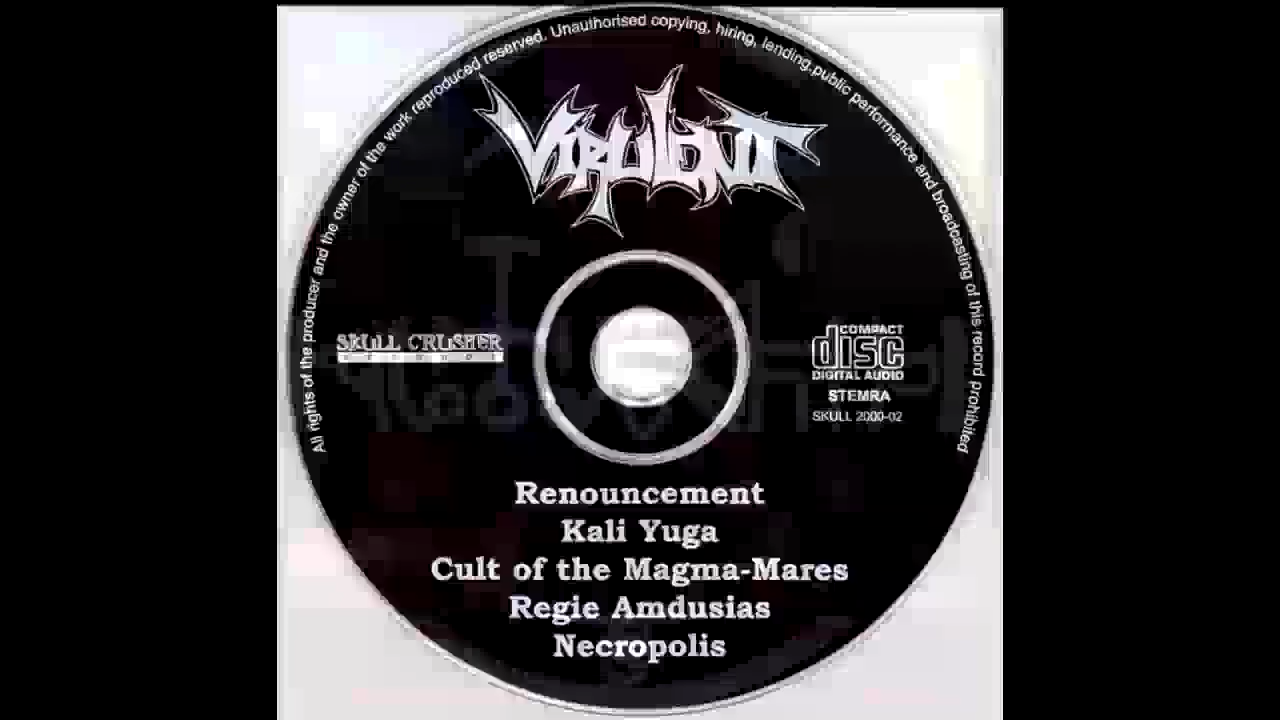 All rights of the producer and the owner of the work reproduced reserved. Unauthorised copying, hiring, lending, public performance and broadcasting of this record prohibited
VIRULENT
SKULL CRUSHER
records
COMPACT
disc
DIGITAL AUDIO
STEMRA
SKULL 2000-02
Renouncement
Kali Yuga
Cult of the Magma-Mares
Regie Amdusias
Necropolis